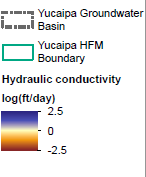 Yucaipa Groundwater
Basin
Yucaipa HFM
Boundary
Hydraulic conductivity
log(ft/day)
2.5
0
-2.5